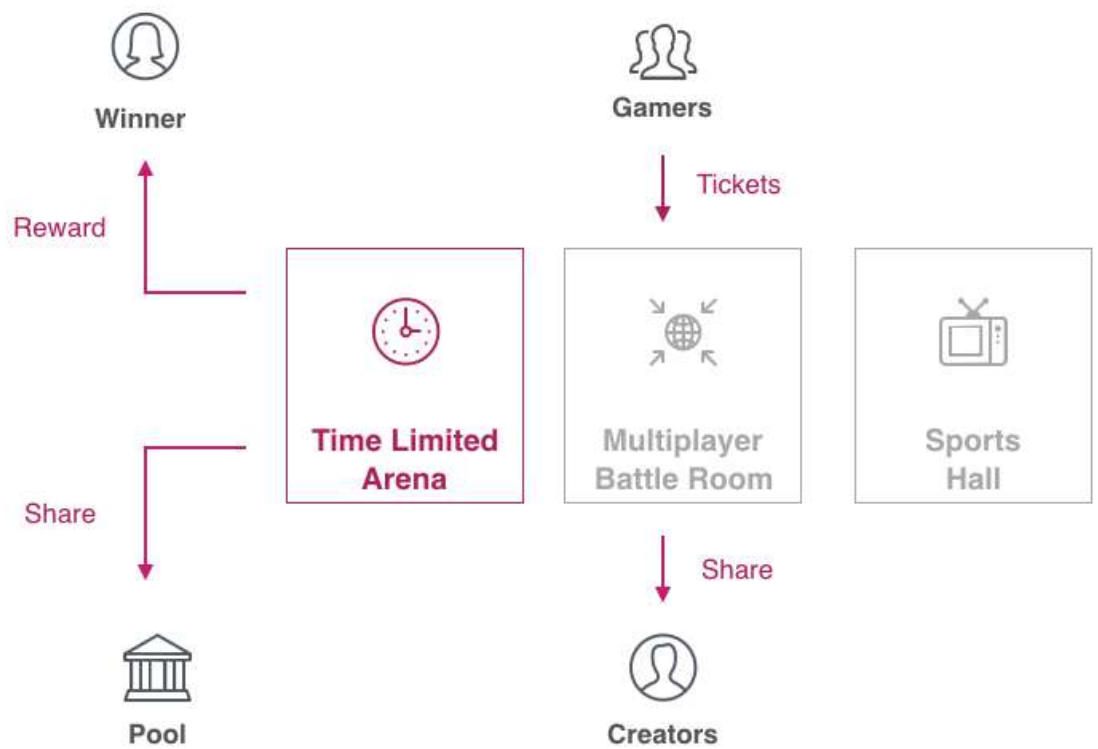 Winner
Gamers
Tickets
Reward
Time Limited
Arena
Multiplayer
Battle Room
Sports
Hall
Share
Share
Pool
Creators